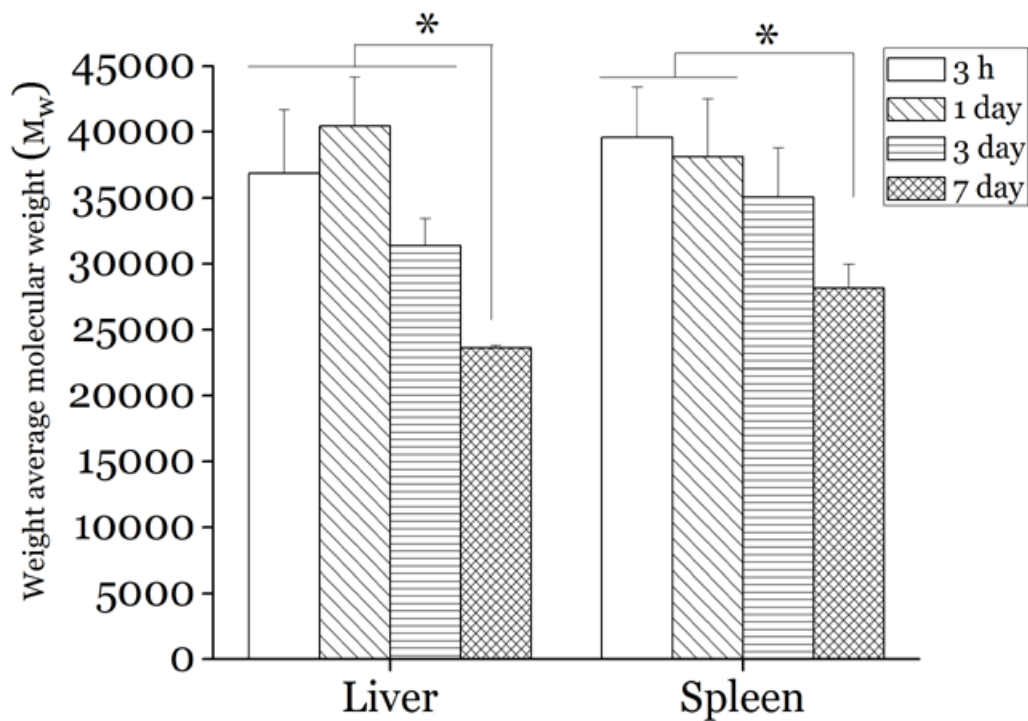 * *
Weight average molecular weight (Mw)
45000
40000
35000
30000
25000
20000
15000
10000
5000
0
3 h
1 day
3 day
7 day
Liver Spleen